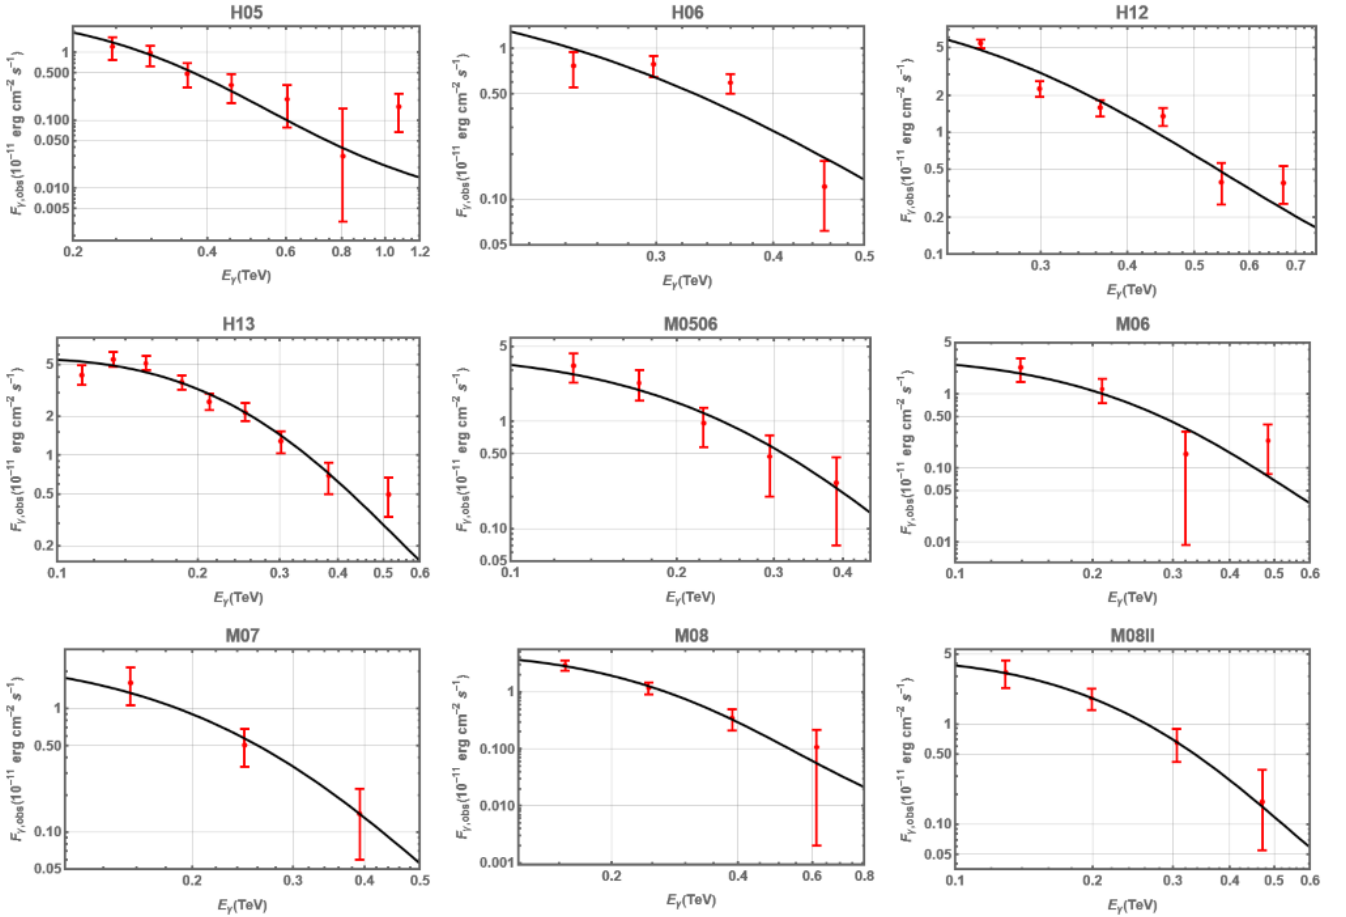 H05
F_γ,obs(10⁻¹¹ erg cm⁻² s⁻¹)
1
0.500
0.100
0.050
0.010
0.005
0.2 0.4 0.6 0.8 1.0 1.2
E_γ(TeV)
H06
F_γ,obs(10⁻¹¹ erg cm⁻² s⁻¹)
1
0.50
0.10
0.05
0.3 0.4 0.5
E_γ(TeV)
H12
F_γ,obs(10⁻¹¹ erg cm⁻² s⁻¹)
5
2
1
0.5
0.2
0.1
0.3 0.4 0.5 0.6 0.7
E_γ(TeV)
H13
F_γ,obs(10⁻¹¹ erg cm⁻² s⁻¹)
5
2
1
0.5
0.2
0.1 0.2 0.3 0.4 0.5 0.6
E_γ(TeV)
M0506
F_γ,obs(10⁻¹¹ erg cm⁻² s⁻¹)
5
1
0.50
0.10
0.05
0.1 0.2 0.3 0.4
E_γ(TeV)
M06
F_γ,obs(10⁻¹¹ erg cm⁻² s⁻¹)
5
1
0.50
0.10
0.05
0.01
0.1 0.2 0.3 0.4 0.5 0.6
E_γ(TeV)
M07
F_γ,obs(10⁻¹¹ erg cm⁻² s⁻¹)
1
0.50
0.10
0.05
0.2 0.3 0.4 0.5
E_γ(TeV)
M08
F_γ,obs(10⁻¹¹ erg cm⁻² s⁻¹)
1
0.100
0.010
0.001
0.2 0.4 0.6 0.8
E_γ(TeV)
M08II
F_γ,obs(10⁻¹¹ erg cm⁻² s⁻¹)
5
1
0.50
0.10
0.05
0.1 0.2 0.3 0.4 0.5 0.6
E_γ(TeV)